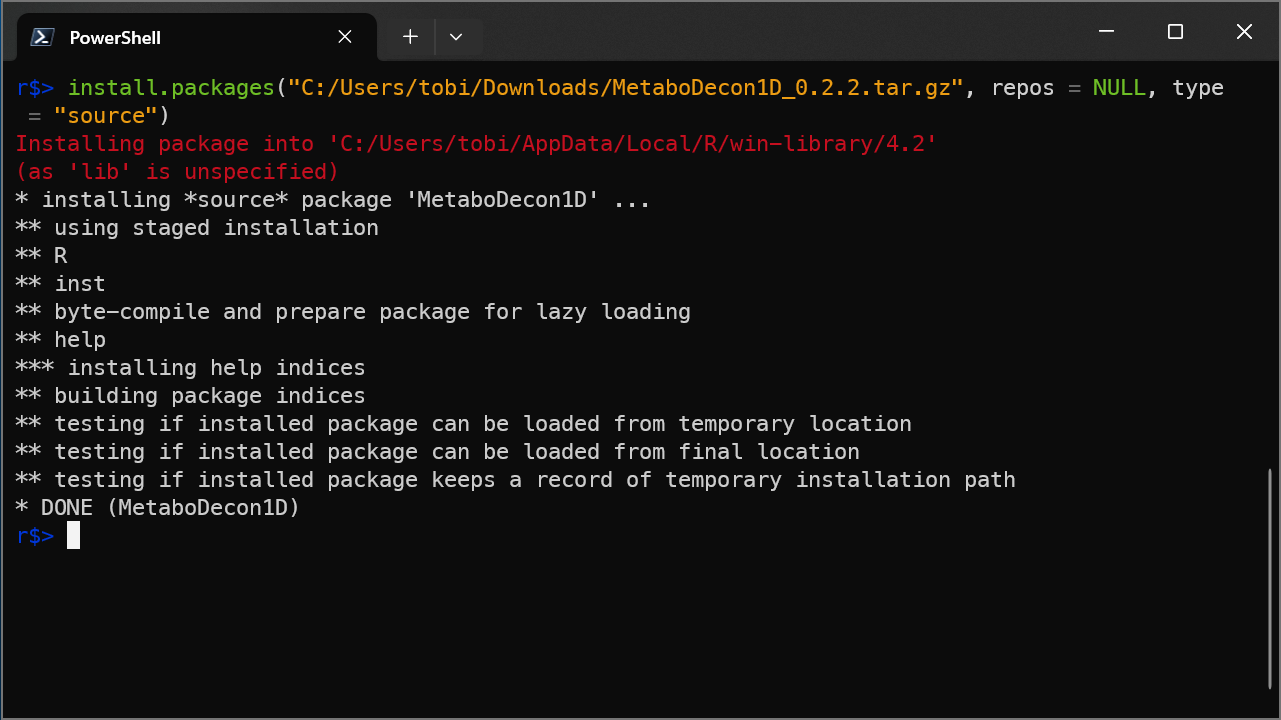 PowerShell
r$> install.packages("C:/Users/tobi/Downloads/MetaboDecon1D_0.2.2.tar.gz", repos = NULL, type
 = "source")
Installing package into 'C:/Users/tobi/AppData/Local/R/win-library/4.2'
(as 'lib' is unspecified)
* installing *source* package 'MetaboDecon1D' ...
** using staged installation
** R
** inst
** byte-compile and prepare package for lazy loading
** help
*** installing help indices
** building package indices
** testing if installed package can be loaded from temporary location
** testing if installed package can be loaded from final location
** testing if installed package keeps a record of temporary installation path
* DONE (MetaboDecon1D)
r$>